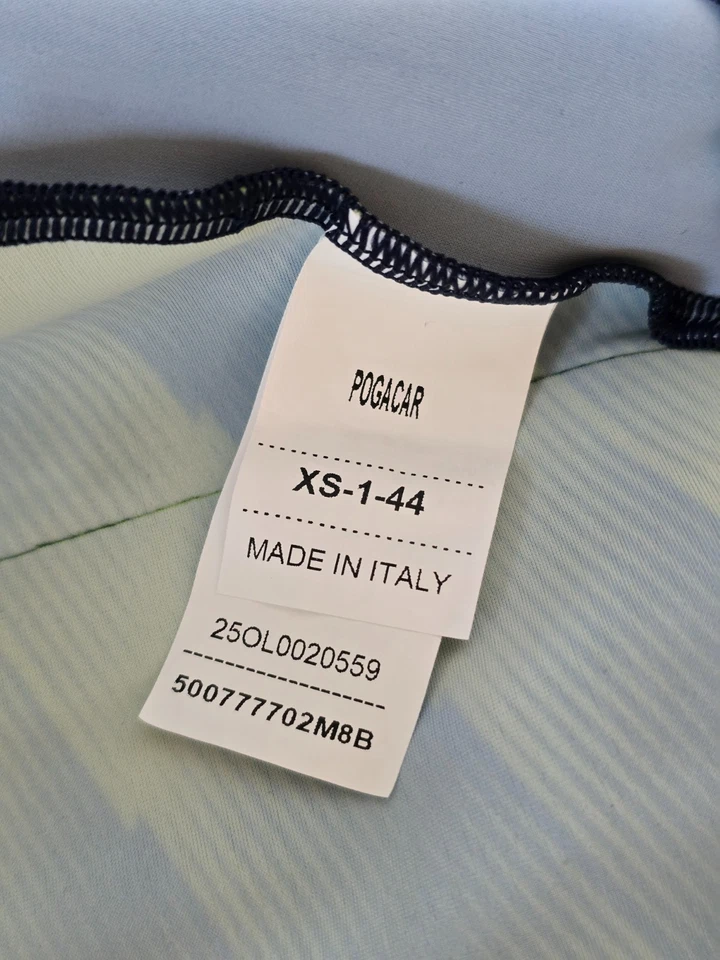 POGACAR
XS-1-44
MADE IN ITALY
25OL0020559
500777702M8B